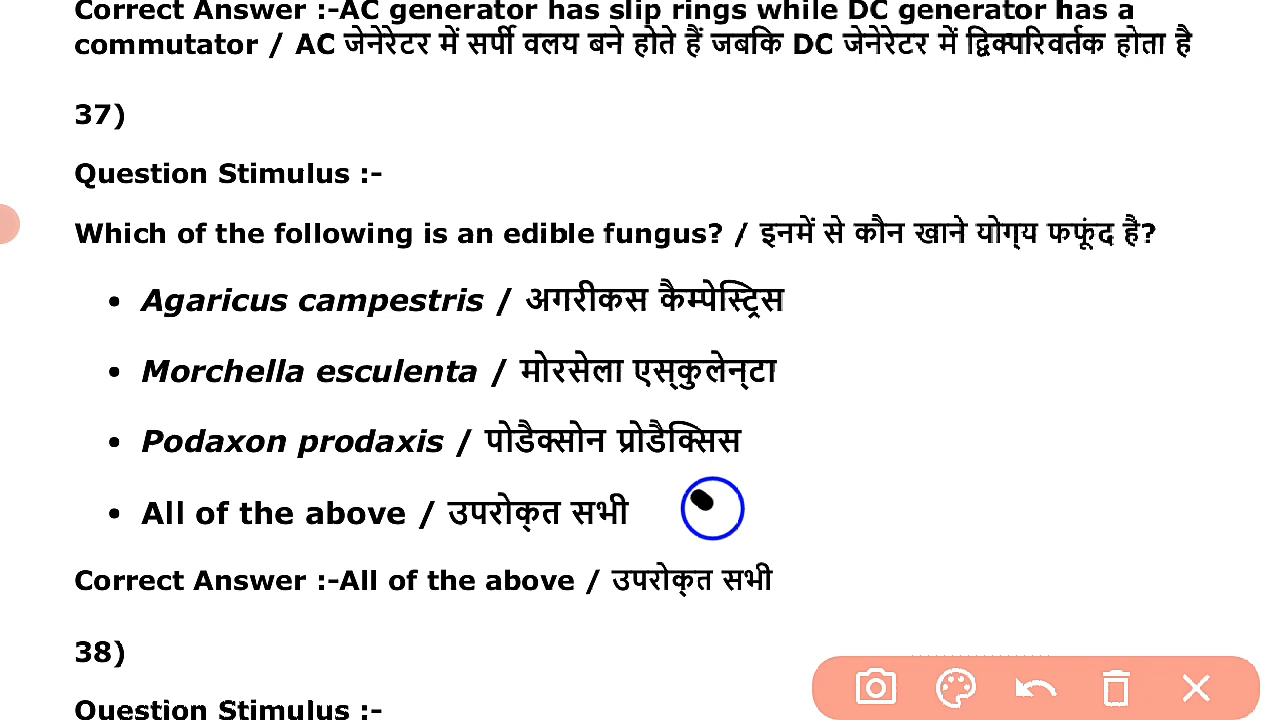 Correct Answer :-AC generator has slip rings while DC generator has a
commutator / AC जेनेरेटर में सर्पी वलय बने होते हैं जबकि DC जेनेरेटर में द्विक्परिवर्तक होता है
37)
Question Stimulus :-
Which of the following is an edible fungus? / इनमें से कौन खाने योग्य फफूंद है?
• Agaricus campestris / अगरीकस कैम्पेस्ट्रिस
• Morchella esculenta / मोरसेला एस्कुलेन्टा
• Podaxon prodaxis / पोडैक्सोन प्रोडैक्सिस
• All of the above / उपरोक्त सभी
Correct Answer :-All of the above / उपरोक्त सभी
38)
Question Stimulus :-